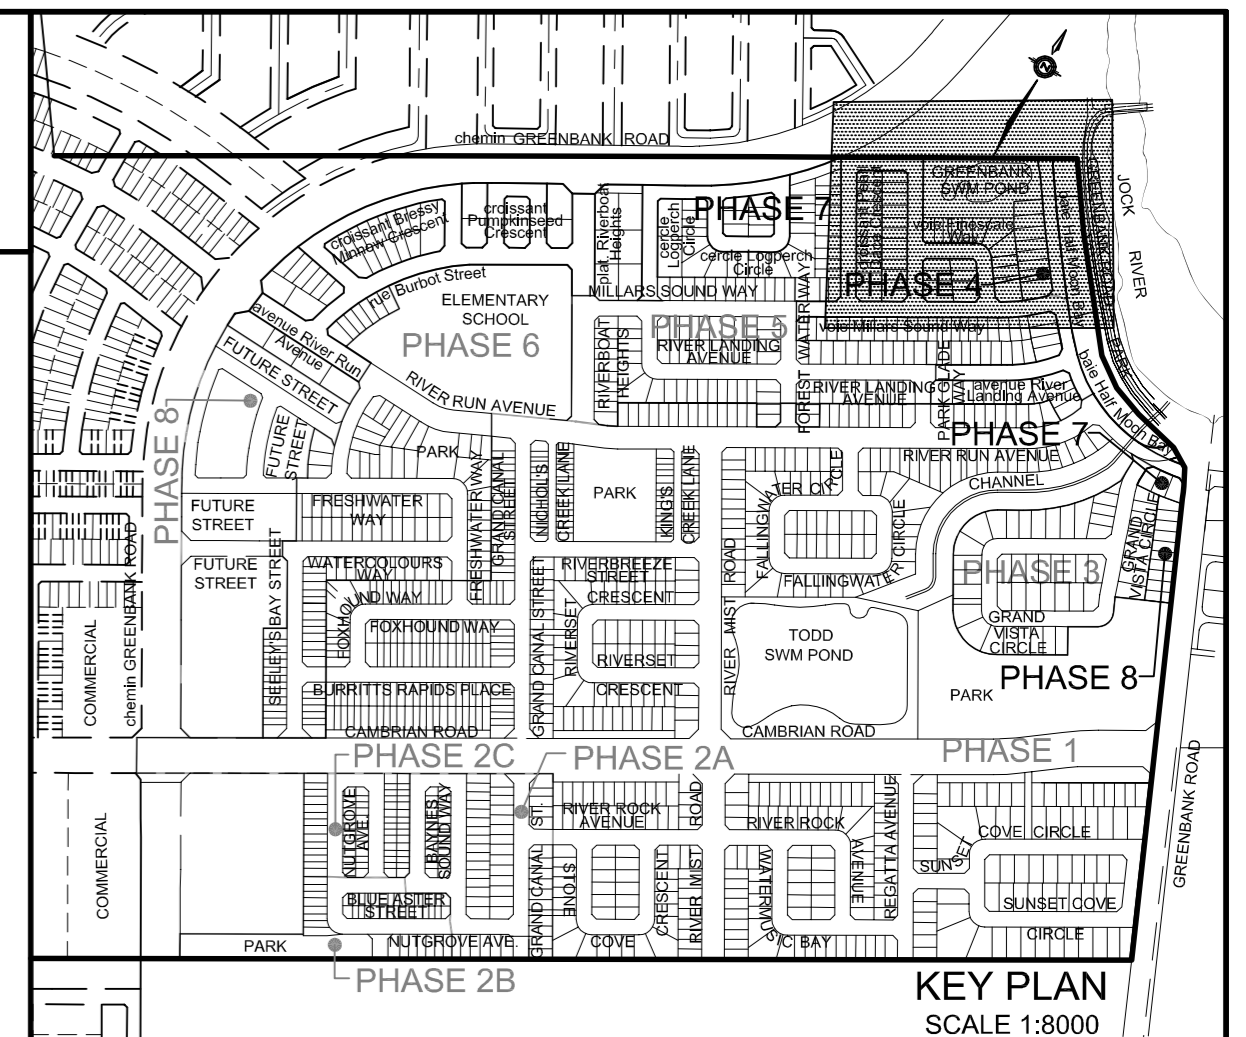 chemin GREENBANK ROAD
N
JOCK
RIVER
GREENBANK
SWM POND
croissant Bressy
Minnow Crescent
croissant
Pumpkinseed
Crescent
plat. Riverboat
Heights
cercle
Logperch
Circle
PHASE 7
cercle Logperch
Circle
baie Half Moon Bay
PHASE 4
rue Burbot Street
ELEMENTARY
SCHOOL
MILLARS SOUND WAY
FOREST WATER WAY
PHASE 5
voie Millars Sound Way
avenue River Run
Avenue
PHASE 6
RIVERBOAT
HEIGHTS
RIVER LANDING
AVENUE
PARK GLADE
WAY
FUTURE STREET
RIVER RUN AVENUE
RIVER LANDING
AVENUE
avenue River
Landing Avenue
baie Half Moon Bay
PHASE 8
FUTURE
STREET
PARK
PHASE 7
RIVER RUN AVENUE
FRESHWATER WAY
GRAND CANAL
STREET
NICHOL'S
CREEK LANE
PARK
KING'S
CREEK LANE
CHANNEL
FUTURE
STREET
FRESHWATER
WAY
FALLINGWA
TER CIRCLE
FALLINGWATER CIRCLE
GRAND
VISTA CIRCLE
chemin GREENBANK ROAD
FUTURE
STREET
SEELEY'S BAY STREET
WATERCOLOURS
WAY
FOXHOUND WAY
FOXHOUND WAY
RIVERBREEZE
STREET
CRESCENT
RIVERSET
RIVERSET
CRESCENT
GRAND CANAL STREET
RIVER MIST ROAD
TODD
SWM POND
PHASE 3
GRAND
VISTA
CIRCLE
PHASE 8
PARK
COMMERCIAL
BURRITTS RAPIDS PLACE
CAMBRIAN ROAD
CAMBRIAN ROAD
PHASE 2C
PHASE 2A
PHASE 1
GREENBANK ROAD
COMMERCIAL
NUTGROVE
AVE.
BAYNES
SOUND WAY
GRAND CANAL ST.
RIVER ROCK
AVENUE
RIVER MIST ROAD
RIVER ROCK
AVENUE
REGATTA AVENUE
SUNSET
COVE CIRCLE
STONE
CRESCENT
WATERMUSIC BAY
BLUE ASTER
STREET
SUNSET COVE
CIRCLE
PARK
NUTGROVE AVE.
COVE
PHASE 2B
KEY PLAN
SCALE 1:8000